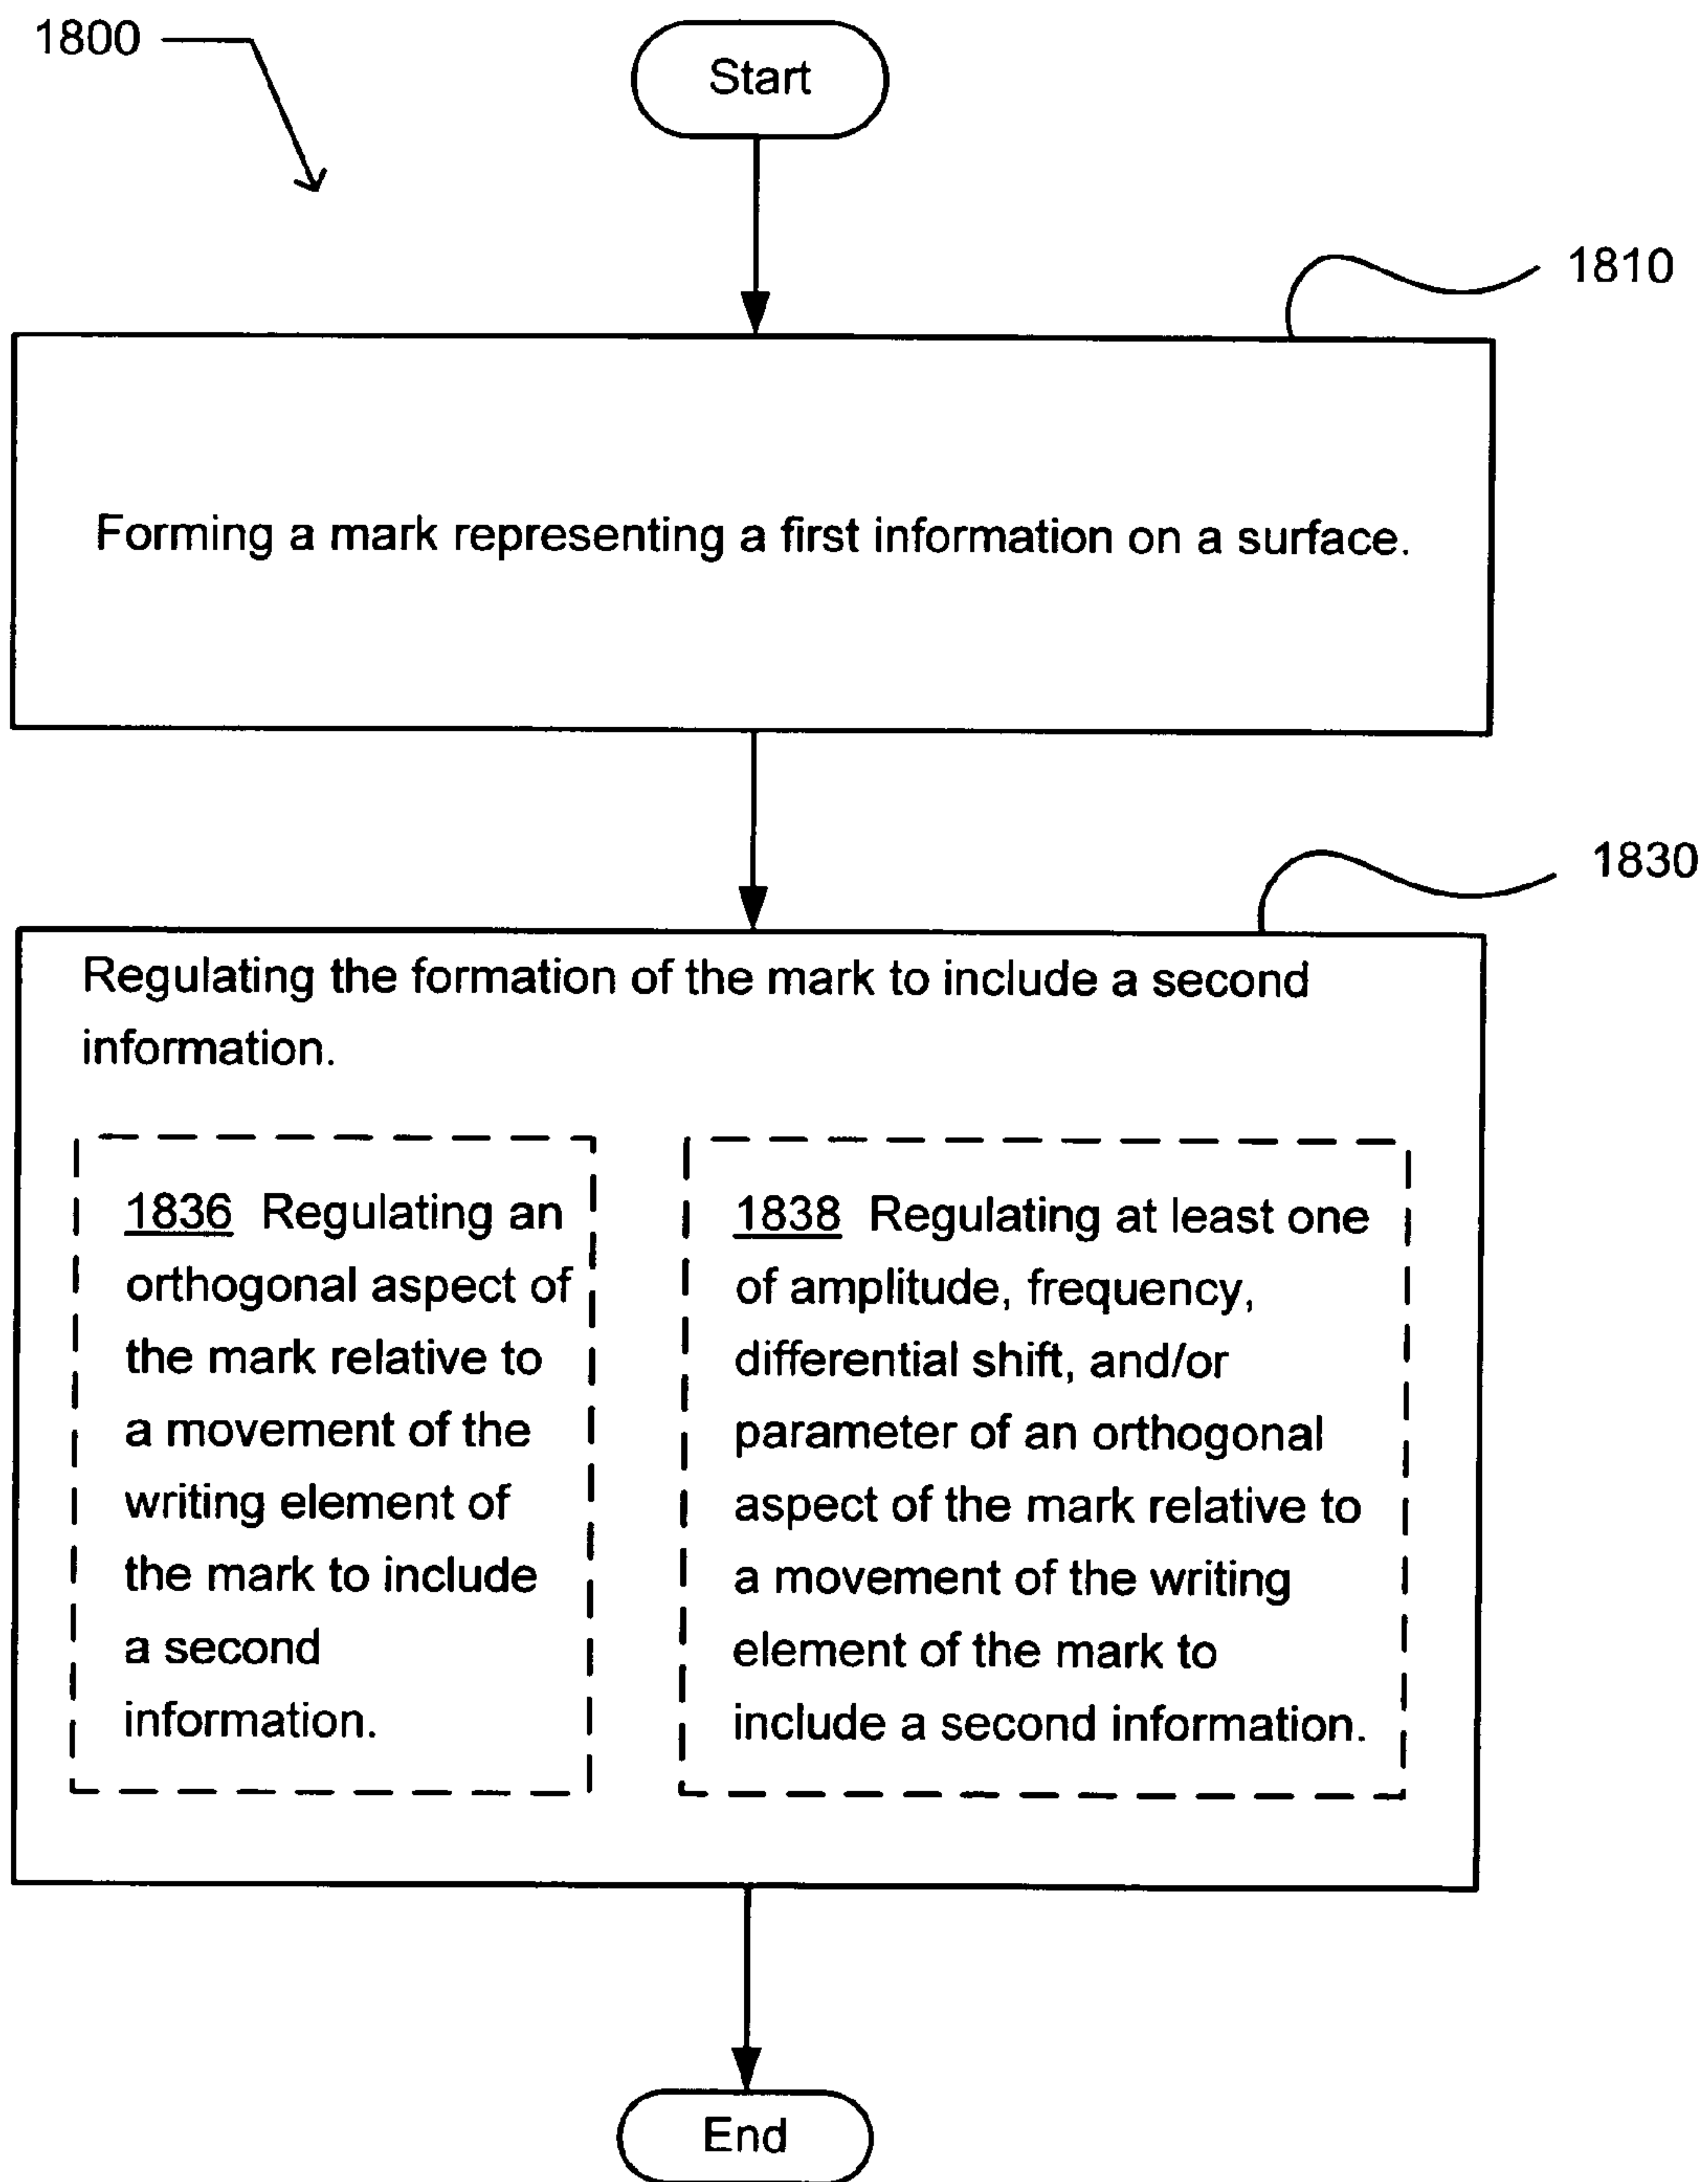 1800
Start
1810
Forming a mark representing a first information on a surface.
1830
Regulating the formation of the mark to include a second
information.
1836 Regulating an
orthogonal aspect of
the mark relative to
a movement of the
writing element of
the mark to include
a second
information.
1838 Regulating at least one
of amplitude, frequency,
differential shift, and/or
parameter of an orthogonal
aspect of the mark relative to
a movement of the writing
element of the mark to
include a second information.
End